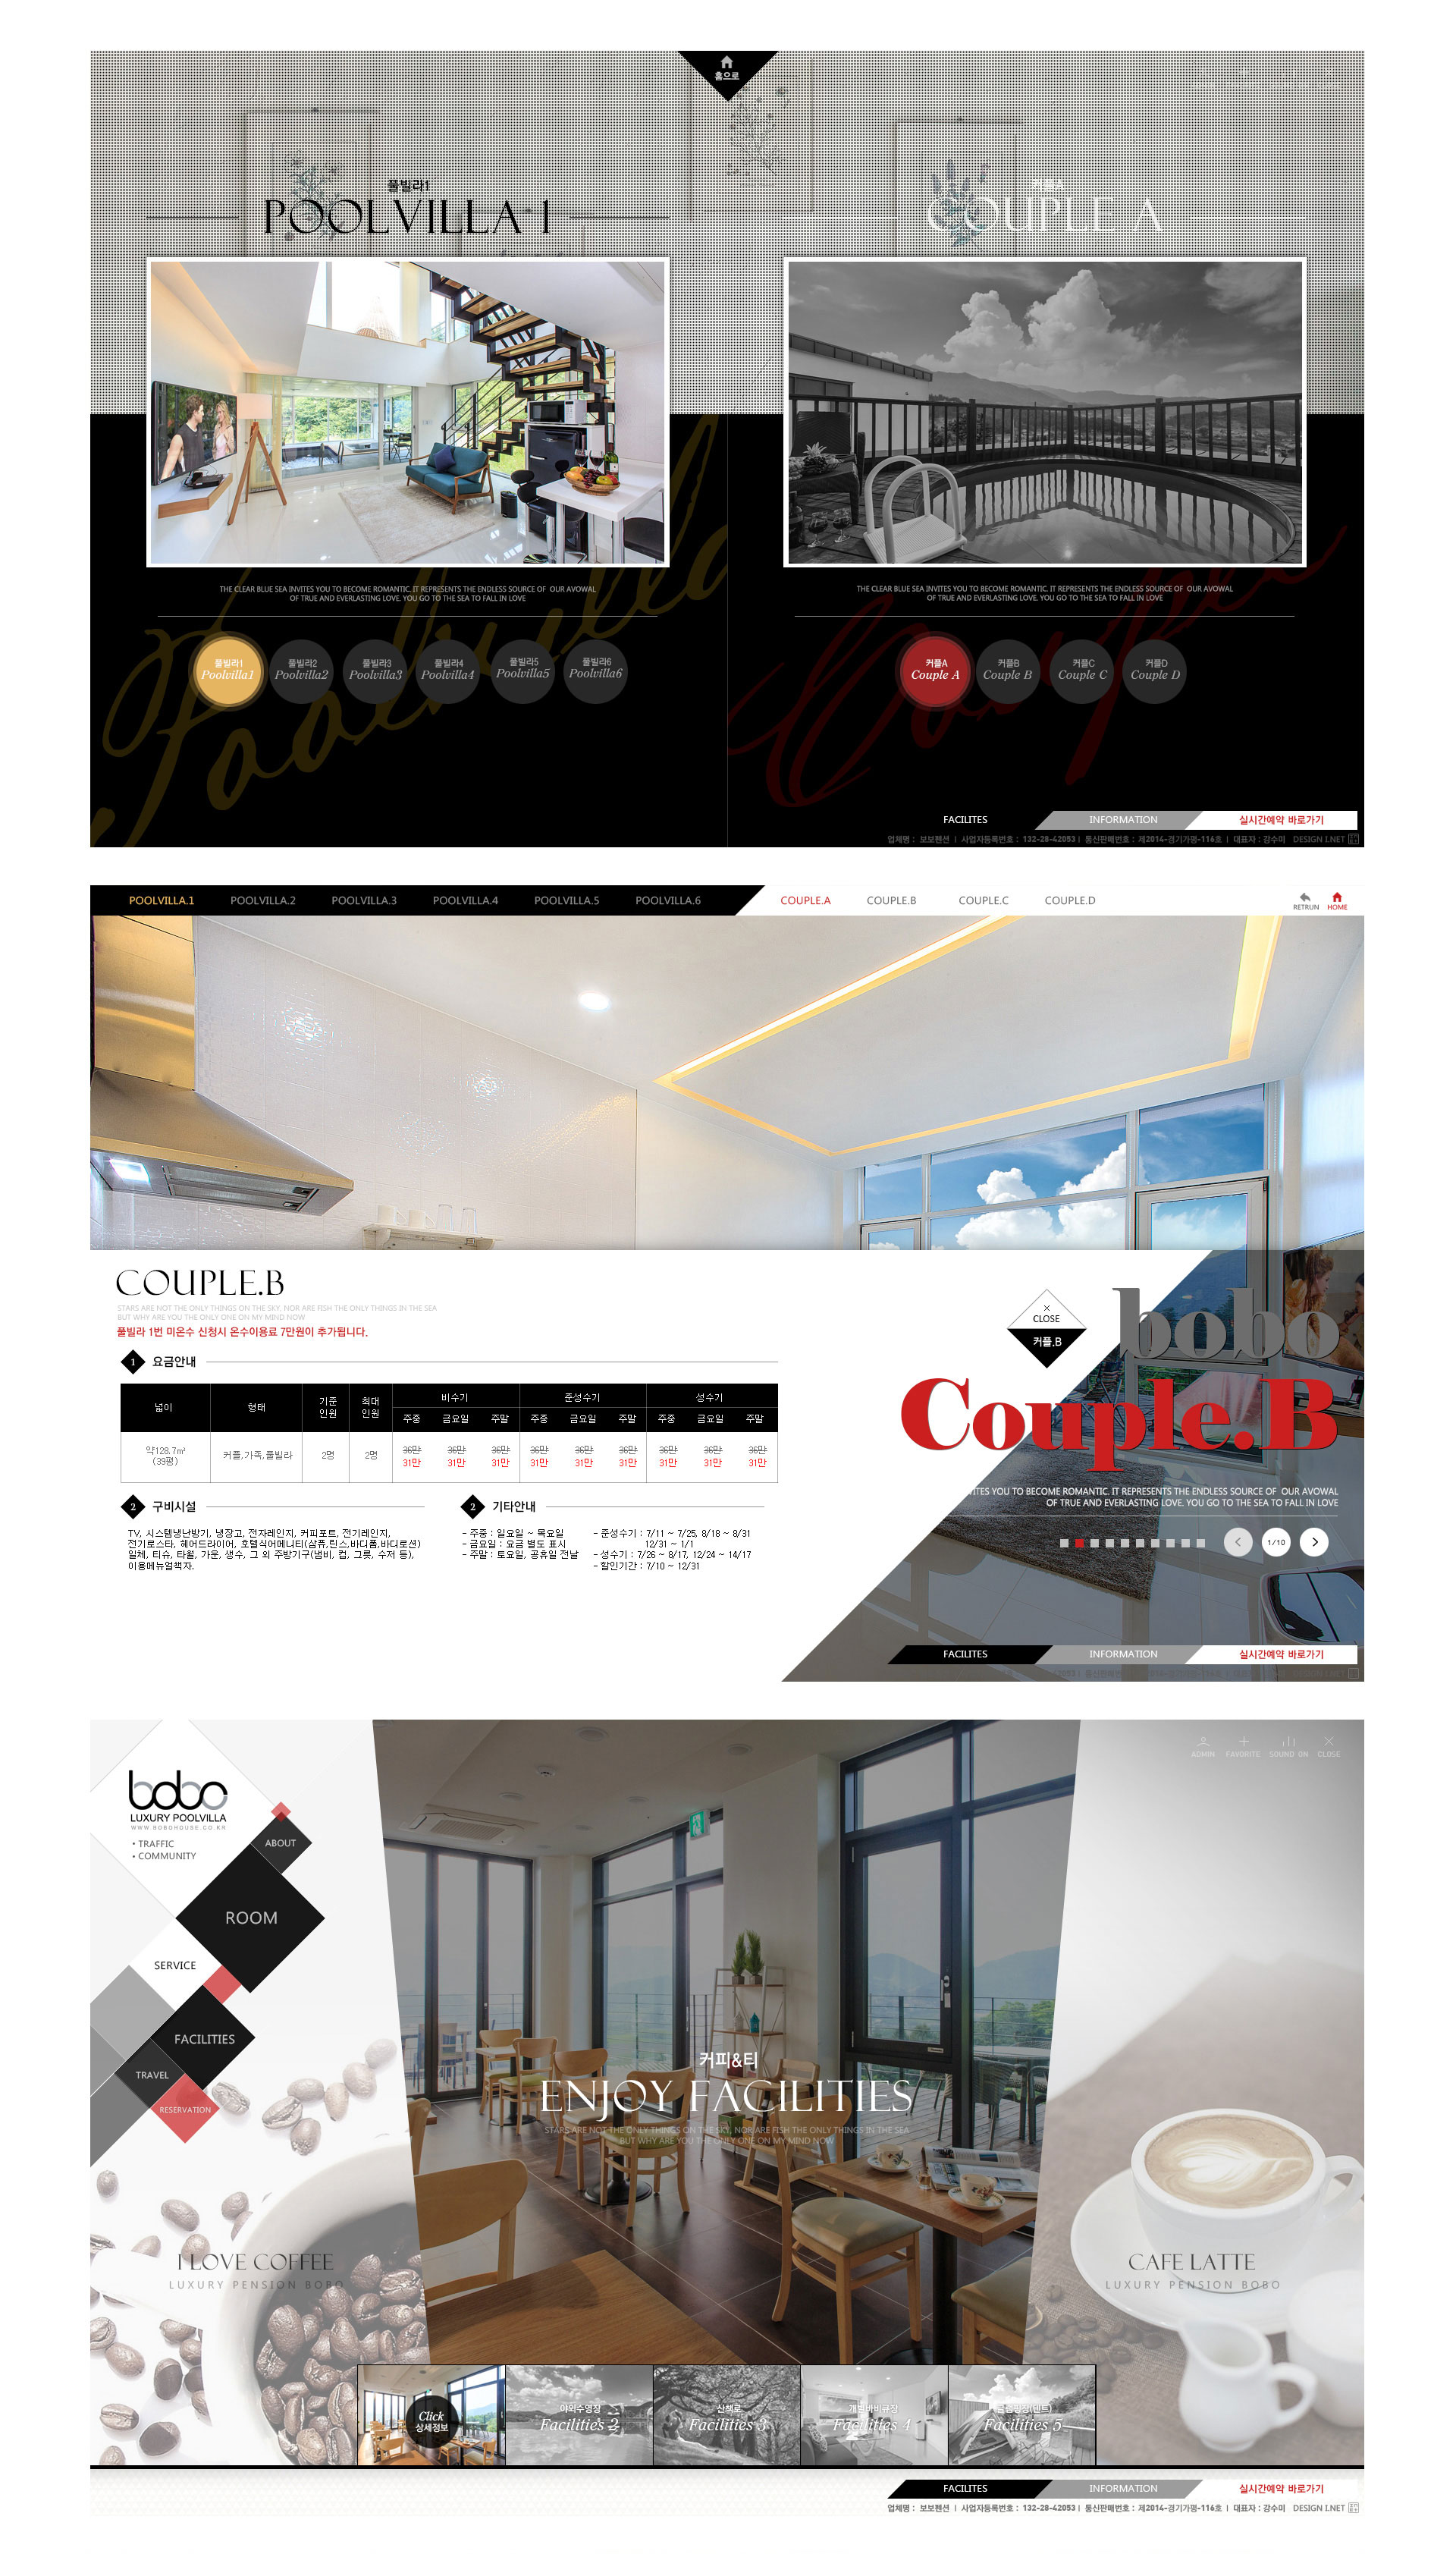 홈으로
ADMIN FAVORITE SOUND ON CLOSE
풀빌라1
POOLVILLA 1
커플A
COUPLE A
THE CLEAR BLUE SEA INVITES YOU TO BECOME ROMANTIC. IT REPRESENTS THE ENDLESS SOURCE OF OUR AVOWAL
OF TRUE AND EVERLASTING LOVE. YOU GO TO THE SEA TO FALL IN LOVE
THE CLEAR BLUE SEA INVITES YOU TO BECOME ROMANTIC. IT REPRESENTS THE ENDLESS SOURCE OF OUR AVOWAL
OF TRUE AND EVERLASTING LOVE. YOU GO TO THE SEA TO FALL IN LOVE
풀빌라1 풀빌라2 풀빌라3 풀빌라4 풀빌라5 풀빌라6
Poolvilla1 Poolvilla2 Poolvilla3 Poolvilla4 Poolvilla5 Poolvilla6
커플A 커플B 커플C 커플D
Couple A Couple B Couple C Couple D
FACILITES INFORMATION 실시간예약 바로가기
업체명 : 보보펜션 | 사업자등록번호 : 132-28-42053 | 통신판매번호 : 제2014-경기가평-116호 | 대표자 : 강수미 DESIGN I.NET
POOLVILLA.1 POOLVILLA.2 POOLVILLA.3 POOLVILLA.4 POOLVILLA.5 POOLVILLA.6 COUPLE.A COUPLE.B COUPLE.C COUPLE.D RETRUN HOME
COUPLE.B
STARS ARE NOT THE ONLY THINGS ON THE SKY, NOR ARE FISH THE ONLY THINGS IN THE SEA
BUT WHY ARE YOU THE ONLY ONE ON MY MIND NOW
풀빌라 1번 미온수 신청시 온수이용료 7만원이 추가됩니다.
1 요금안내
넓이 형태 기준 인원 최대 인원 비수기 준성수기 성수기
주중 금요일 주말 주중 금요일 주말 주중 금요일 주말
약128.7㎡ (39평) 커플,가족,풀빌라 2명 2명
36만 36만 36만 36만 36만 36만 36만 36만 36만
31만 31만 31만 31만 31만 31만 31만 31만 31만
2 구비시설
TV, 시스템냉난방기, 냉장고, 전자레인지, 커피포트, 전기레인지,
전기로스타, 헤어드라이어, 호텔식어메니티(샴푸,린스,바디폼,바디로션)
일체, 티슈, 타월, 가운, 생수, 그 외 주방기구(냄비, 컵, 그릇, 수저 등),
이용메뉴얼책자.
2 기타안내
- 주중 : 일요일 ~ 목요일
- 금요일 : 요금 별도 표시
- 주말 : 토요일, 공휴일 전날
- 준성수기 : 7/11 ~ 7/25, 8/18 ~ 8/31
12/31 ~ 1/1
- 성수기 : 7/26 ~ 8/17, 12/24 ~ 14/17
- 할인기간 : 7/10 ~ 12/31
CLOSE
커플.B
bobo
Couple.B
ITES YOU TO BECOME ROMANTIC. IT REPRESENTS THE ENDLESS SOURCE OF OUR AVOWAL
OF TRUE AND EVERLASTING LOVE. YOU GO TO THE SEA TO FALL IN LOVE
1/10
FACILITES INFORMATION 실시간예약 바로가기
bobo
LUXURY POOLVILLA
WWW.BOBOHOUSE.CO.KR
• TRAFFIC
• COMMUNITY
ABOUT
ROOM
SERVICE
FACILITIES
TRAVEL
RESERVATION
ADMIN FAVORITE SOUND ON CLOSE
커피&티
ENJOY FACILITIES
STARS ARE NOT THE ONLY THINGS ON THE SKY, NOR ARE FISH THE ONLY THINGS IN THE SEA
BUT WHY ARE YOU THE ONLY ONE ON MY MIND NOW
I LOVE COFFEE
LUXURY PENSION BOBO
CAFE LATTE
LUXURY PENSION BOBO
Click
상세정보
야외수영장
Facilities 2
산책로
Facilities 3
개별바비큐장
Facilities 4
Facilities 5
FACILITES INFORMATION 실시간예약 바로가기
업체명 : 보보펜션 | 사업자등록번호 : 132-28-42053 | 통신판매번호 : 제2014-경기가평-116호 | 대표자 : 강수미 DESIGN I.NET